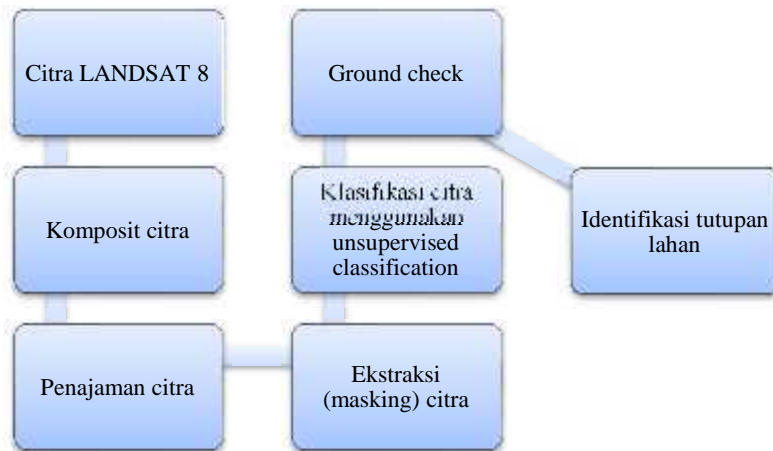 Citra LANDSAT 8
Komposit citra
Penajaman citra
Ekstraksi
(masking) citra
Klasifikasi citra
menggunakan
unsupervised
classification
Ground check
Identifikasi tutupan
lahan